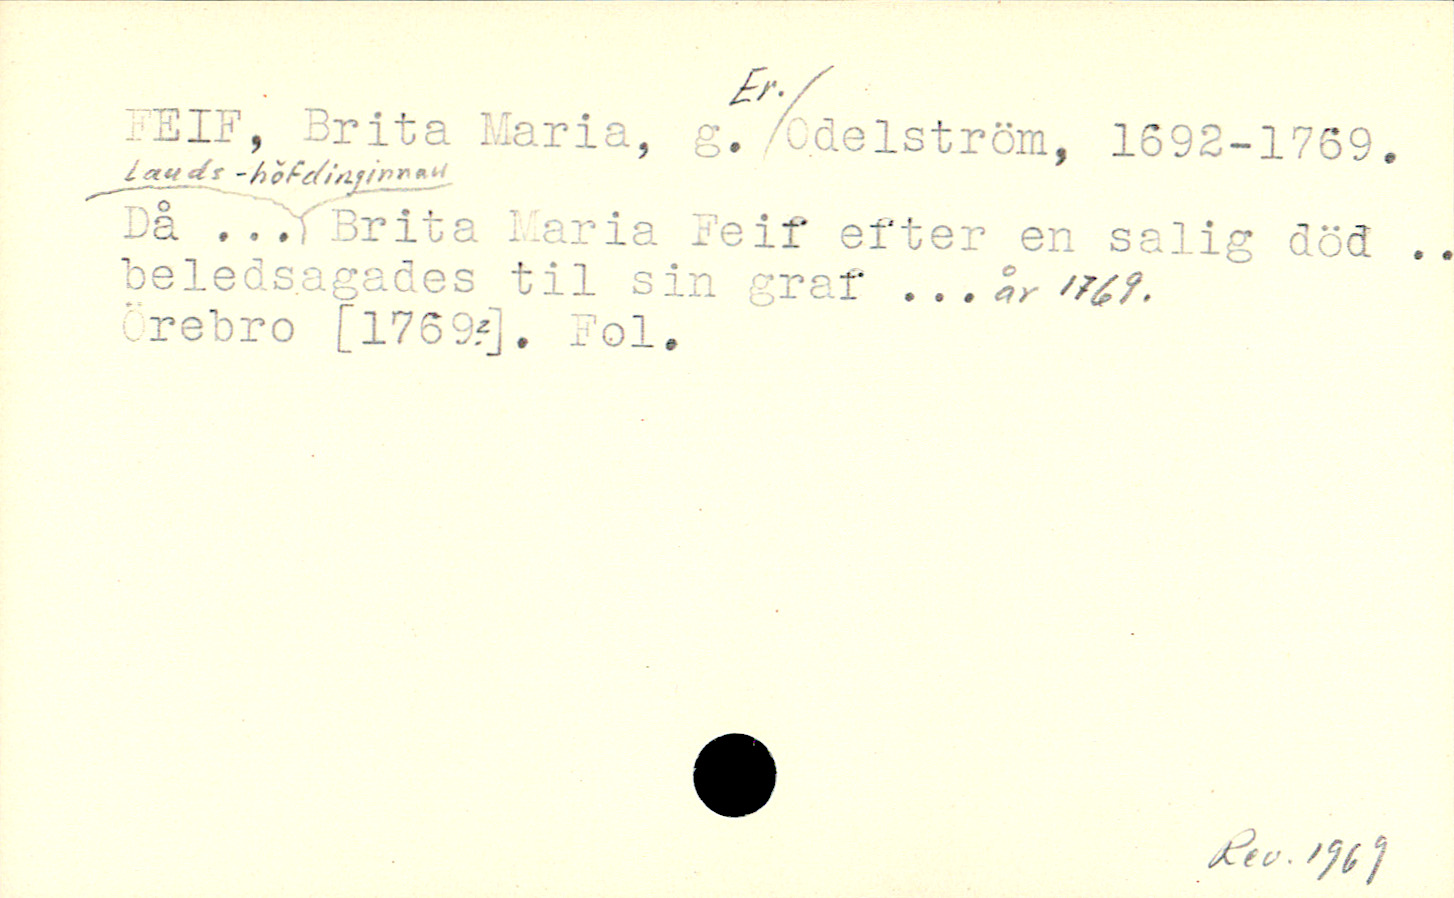 FEIF, Brita Maria, g. Er. Odelström, 1692-1769.
Lands-höfdinginnan
Då ... Brita Maria Feif efter en salig död ..
beledsagades til sin graf ... år 1769.
Örebro [1769?]. Fol.
Rev. 1969